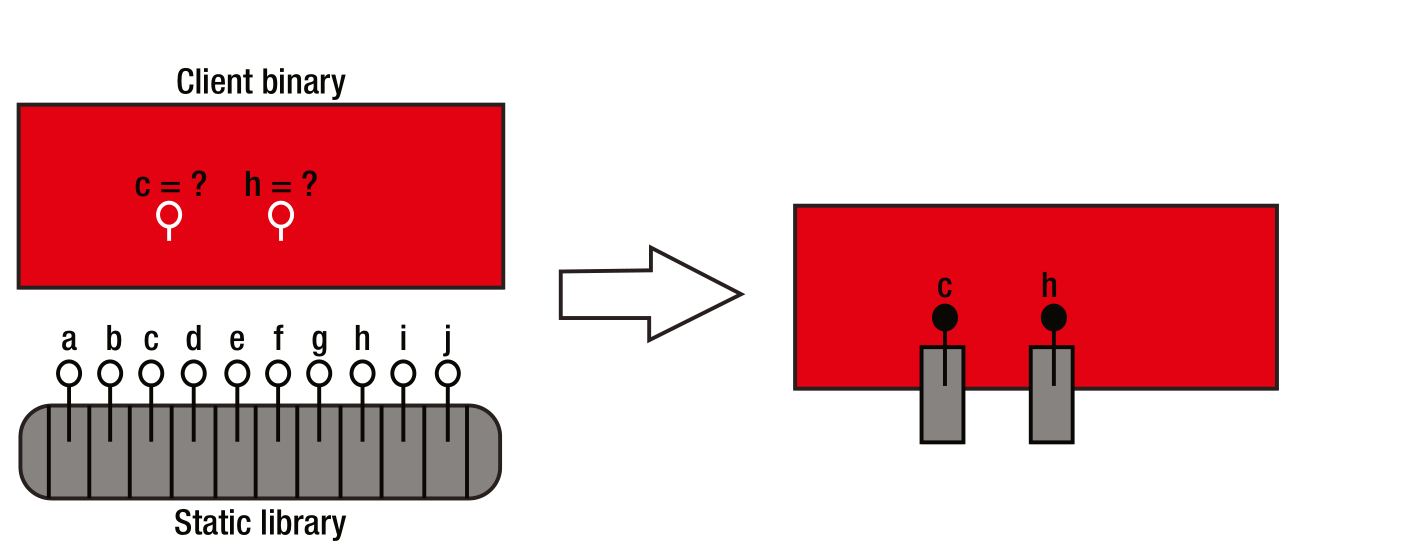 Client binary
c = ? h = ?
a b c d e f g h i j
Static library
c h